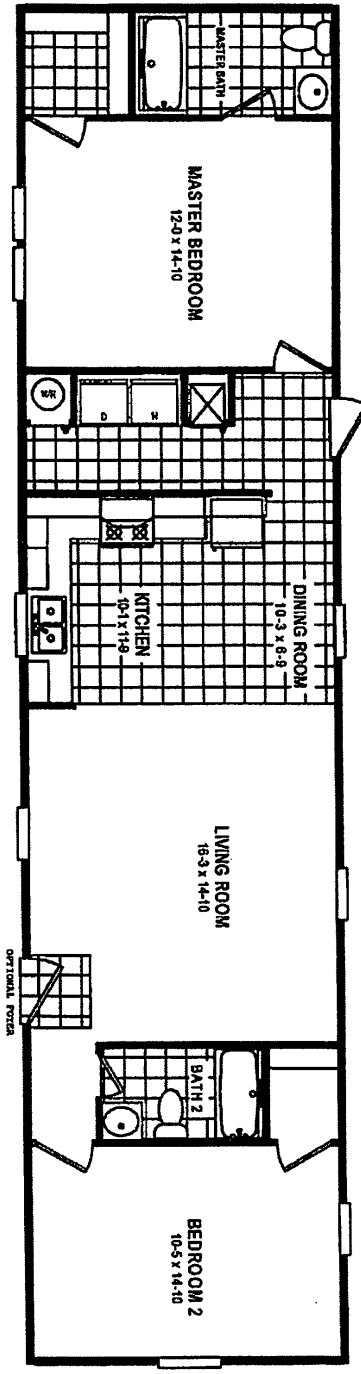 MASTER BATH
MASTER BEDROOM
12-0 x 14-10
W/H
D
W
DINING ROOM
10-3 x 6-9
KITCHEN
10-1 x 11-9
LIVING ROOM
16-3 x 14-10
OPTIONAL FOYER
BATH 2
BEDROOM 2
10-5 x 14-10